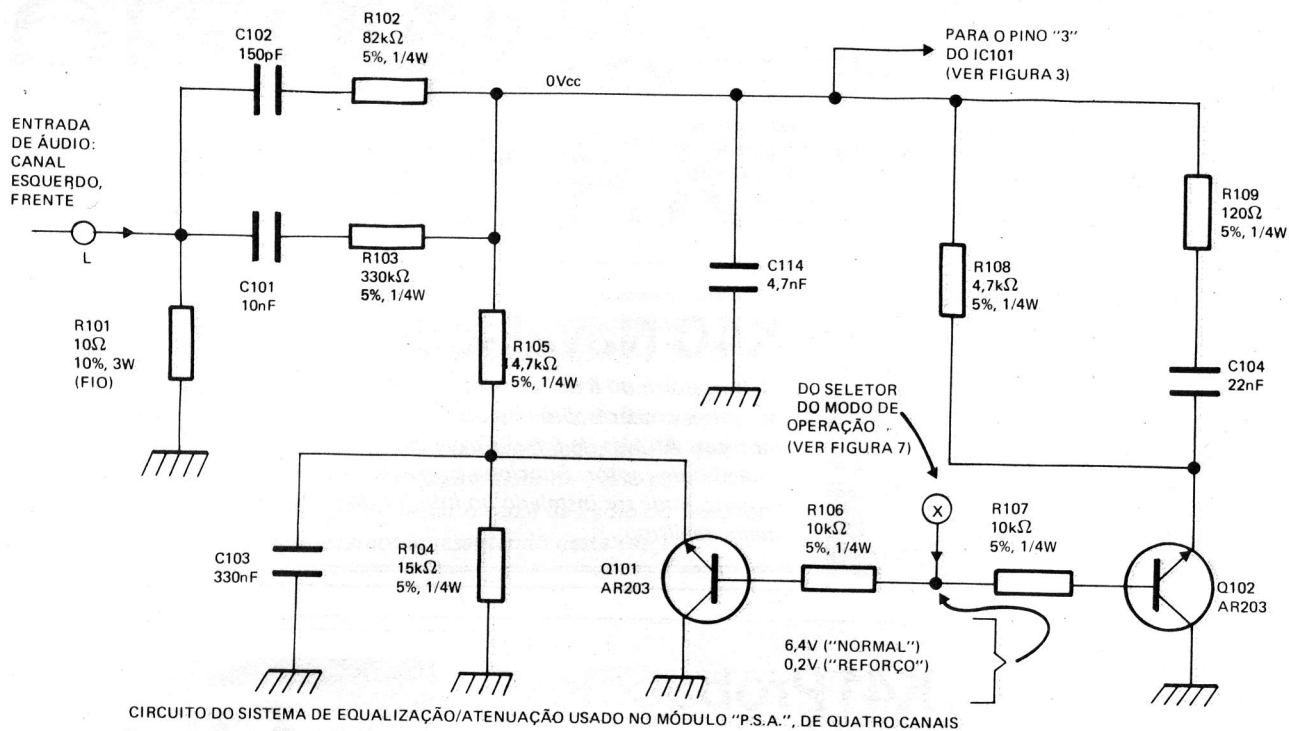 C102
150pF
R102
82kΩ
5%, 1/4W
PARA O PINO "3"
DO IC101
(VER FIGURA 3)
0Vcc
ENTRADA
DE ÁUDIO:
CANAL
ESQUERDO,
FRENTE
L
C101
10nF
R103
330kΩ
5%, 1/4W
R101
10Ω
10%, 3W
(FIO)
R105
4,7kΩ
5%, 1/4W
C114
4,7nF
R108
4,7kΩ
5%, 1/4W
R109
120Ω
5%, 1/4W
C104
22nF
DO SELETOR
DO MODO DE
OPERAÇÃO
(VER FIGURA 7)
X
C103
330nF
R104
15kΩ
5%, 1/4W
Q101
AR203
R106
10kΩ
5%, 1/4W
R107
10kΩ
5%, 1/4W
Q102
AR203
6,4V ("NORMAL")
0,2V ("REFORÇO")
CIRCUITO DO SISTEMA DE EQUALIZAÇÃO/ATENUAÇÃO USADO NO MÓDULO "P.S.A.", DE QUATRO CANAIS